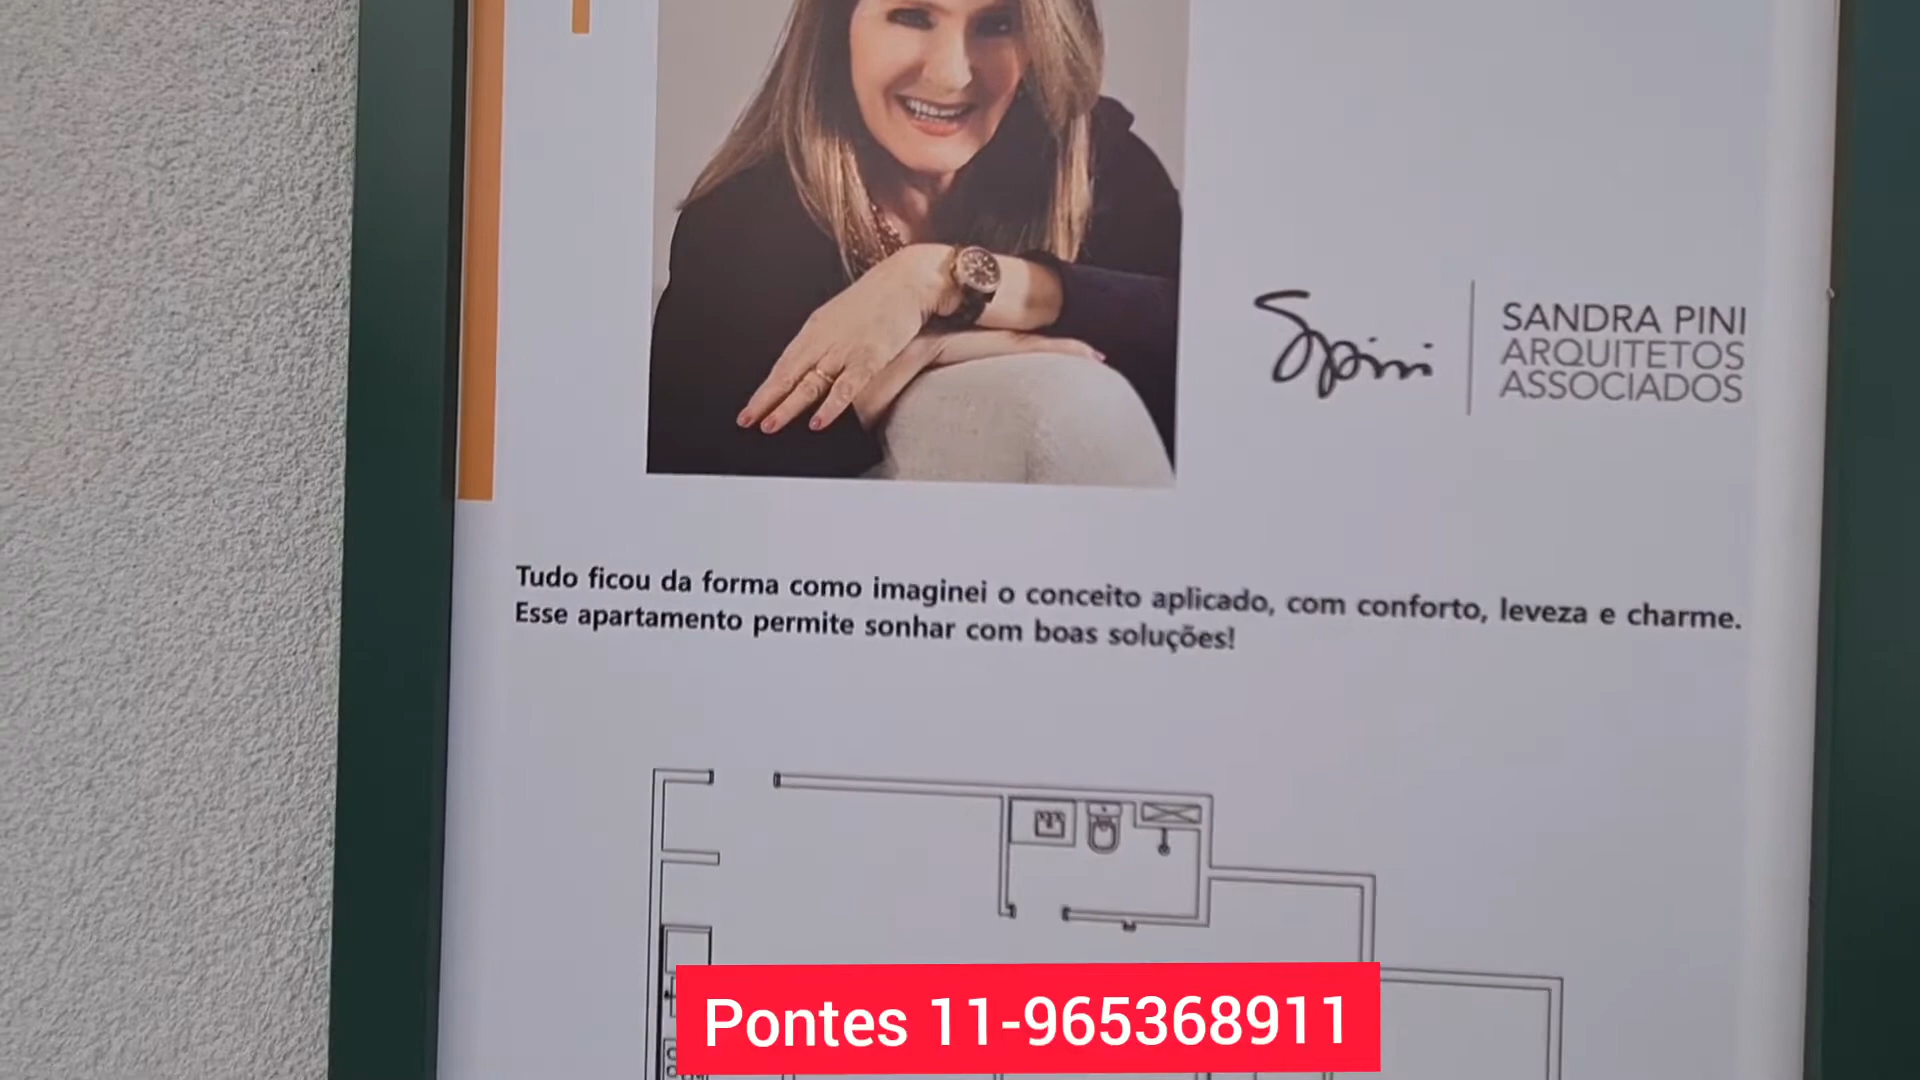 Spini
SANDRA PINI
ARQUITETOS
ASSOCIADOS
Tudo ficou da forma como imaginei o conceito aplicado, com conforto, leveza e charme.
Esse apartamento permite sonhar com boas soluções!
Pontes 11-965368911